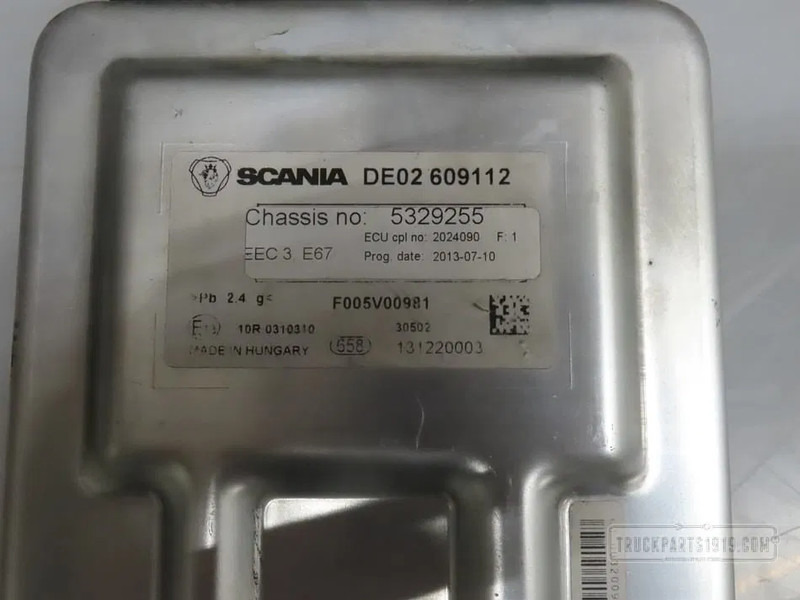 SCANIA DE02 609112
Chassis no: 5329255
ECU cpl no: 2024090 F: 1
EEC 3 E67 Prog. date: 2013-07-10
>Pb 2.4 g< F005V00981
10R 0310310 30502
MADE IN HUNGARY 558 131220003
TRUCKPARTS1919.COM